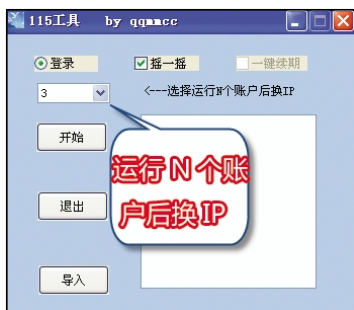 115工具 by qqmmcc
登录 摇一摇 一键续期
3 <---选择运行N个账户后换IP
开始
运行N个账
户后换IP
退出
导入